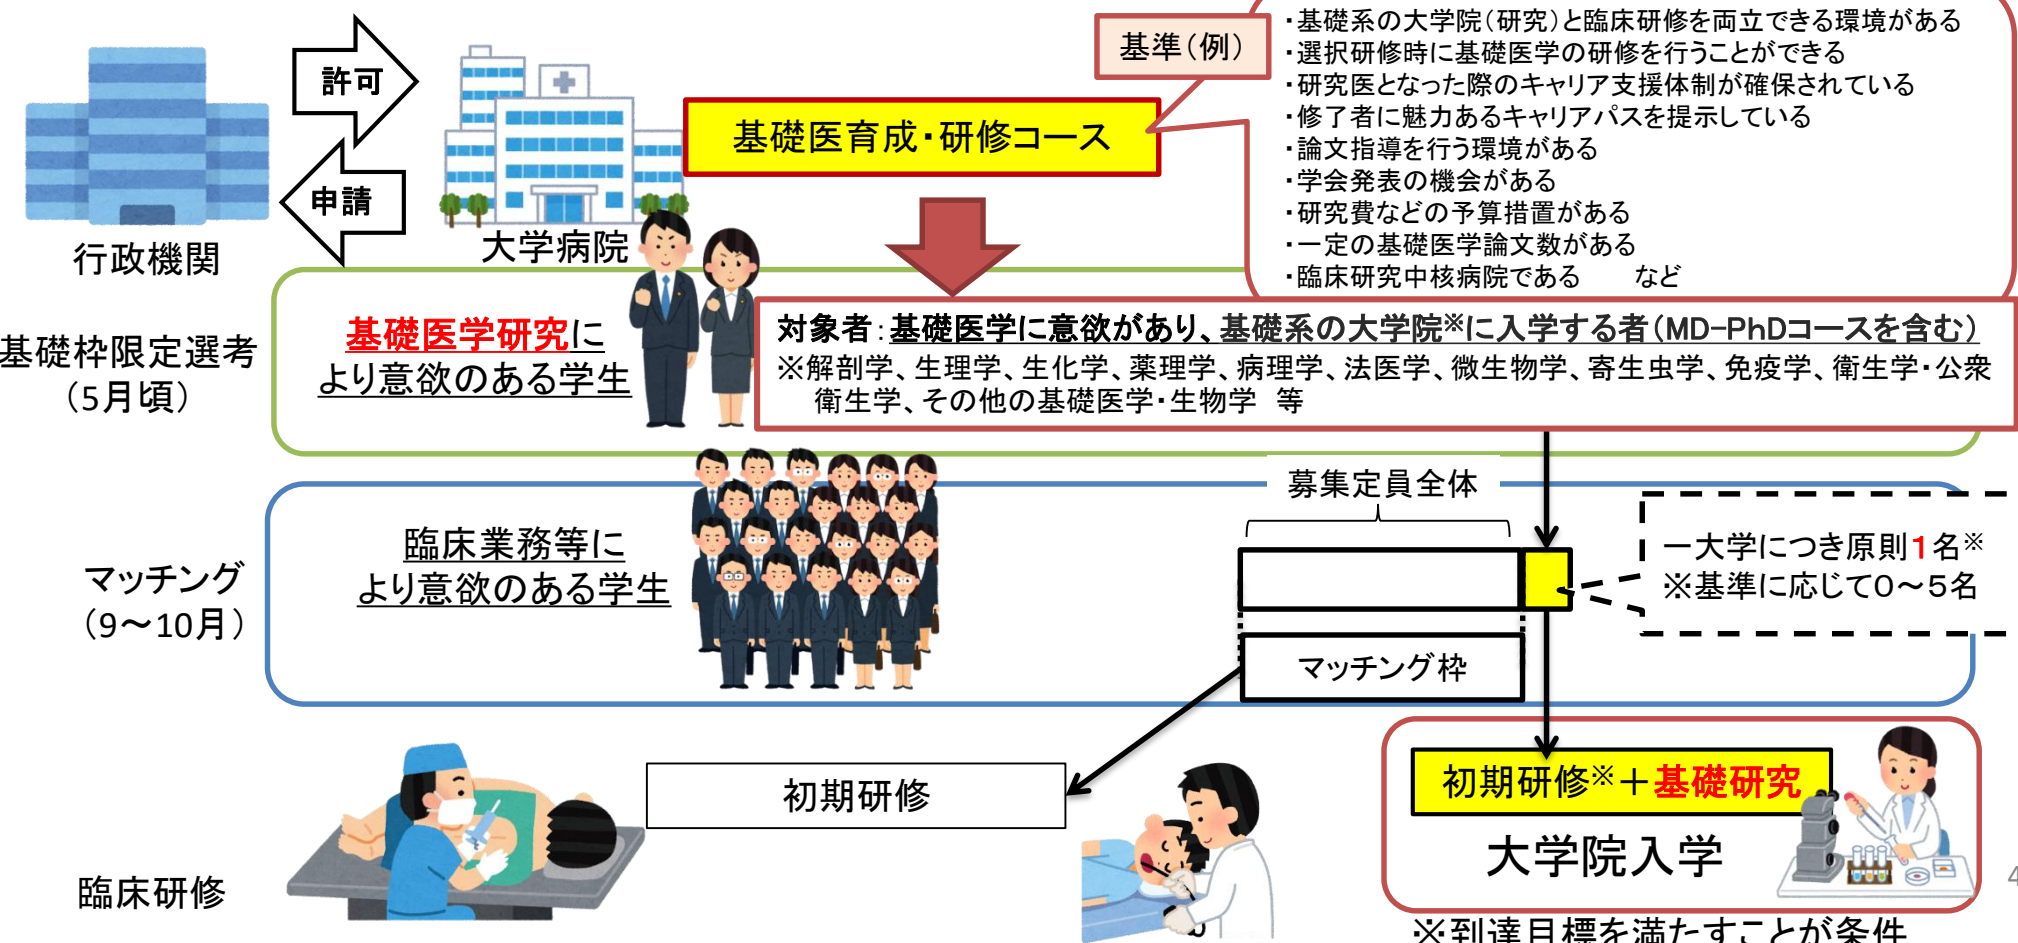 許可
申請
行政機関
大学病院
基礎医育成・研修コース
基準(例)
・基礎系の大学院(研究)と臨床研修を両立できる環境がある
・選択研修時に基礎医学の研修を行うことができる
・研究医となった際のキャリア支援体制が確保されている
・修了者に魅力あるキャリアパスを提示している
・論文指導を行う環境がある
・学会発表の機会がある
・研究費などの予算措置がある
・一定の基礎医学論文数がある
・臨床研究中核病院である　　など
基礎枠限定選考
(5月頃)
基礎医学研究に
より意欲のある学生
対象者:基礎医学に意欲があり、基礎系の大学院※に入学する者(MD-PhDコースを含む)
※解剖学、生理学、生化学、薬理学、病理学、法医学、微生物学、寄生虫学、免疫学、衛生学・公衆
衛生学、その他の基礎医学・生物学　等
マッチング
(9〜10月)
臨床業務等に
より意欲のある学生
募集定員全体
一大学につき原則1名※
※基準に応じて0〜5名
マッチング枠
臨床研修
初期研修
初期研修※+基礎研究
大学院入学
※到達目標を満たすことが条件
4